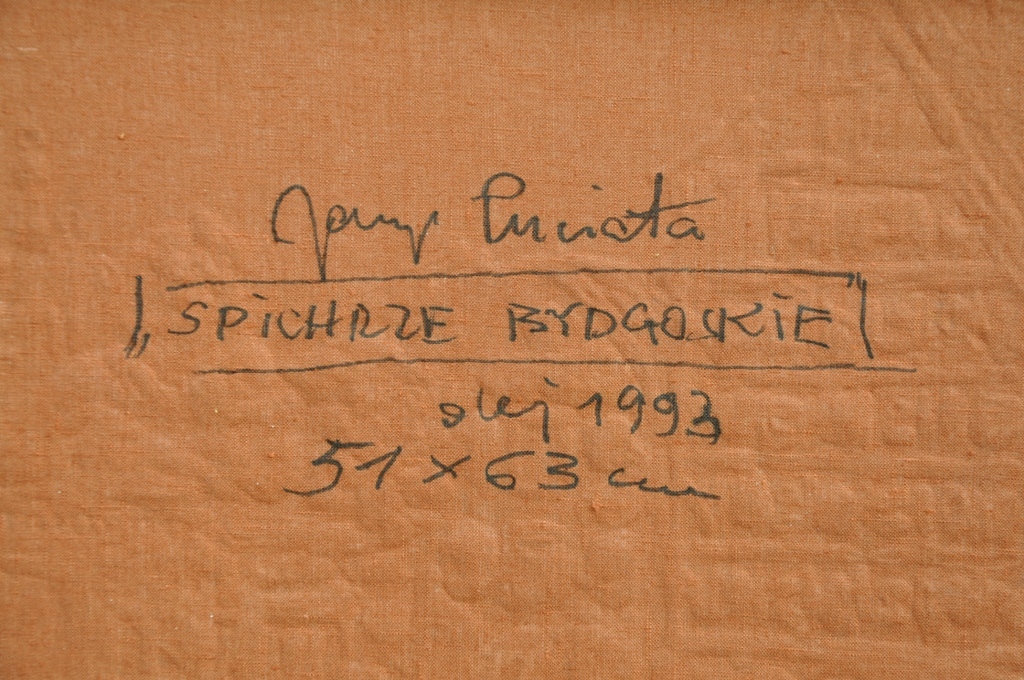 Jerzy Puciata
„SPICHRZE BYDGOSKIE"
olej 1993
51 x 63 cm